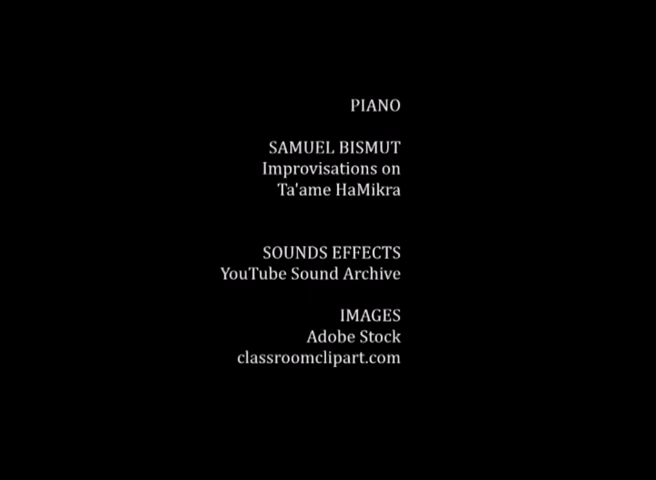 PIANO
SAMUEL BISMUT
Improvisations on
Ta'ame HaMikra
SOUNDS EFFECTS
YouTube Sound Archive
IMAGES
Adobe Stock
classroomclipart.com